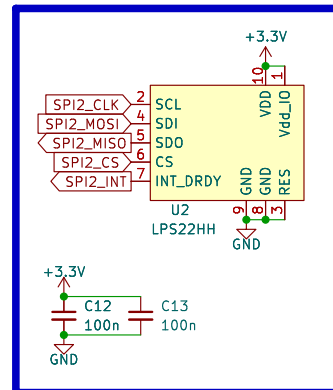 +3.3V
10
1
VDD
Vdd_IO
SPI2_CLK 2 SCL
SPI2_MOSI 4 SDI
SPI2_MISO 5 SDO
SPI2_CS 6 CS
SPI2_INT 7 INT_DRDY
GND
GND
RES
U2
LPS22HH
9
8
3
GND
+3.3V
C12
100n
C13
100n
GND